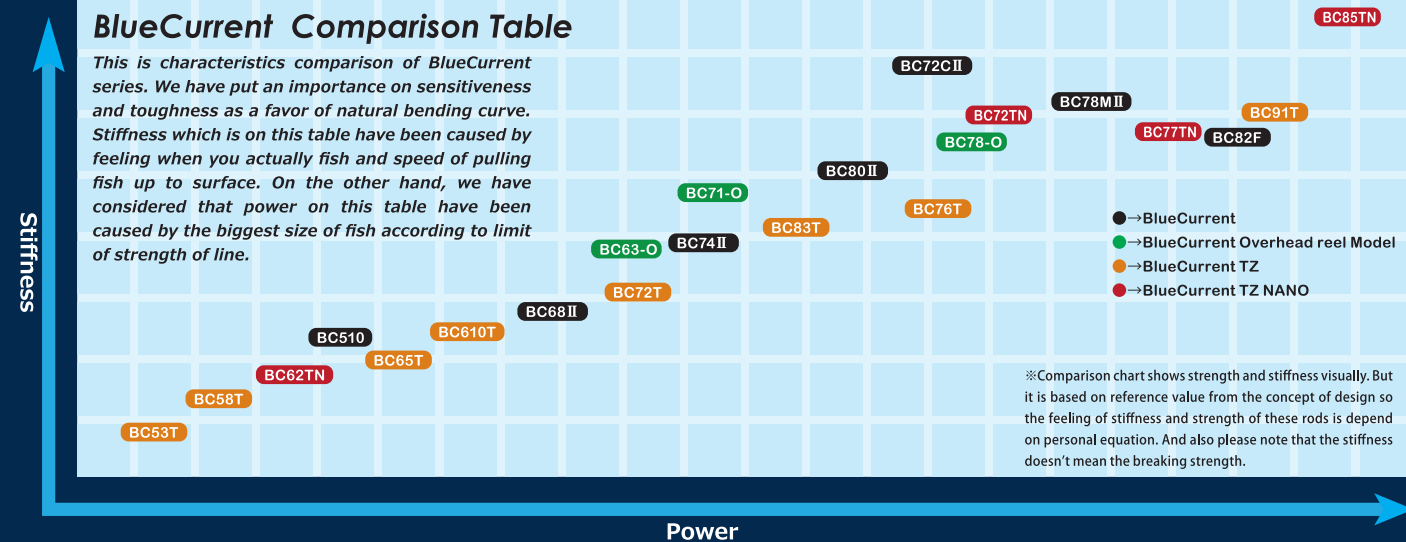 BlueCurrent Comparison Table
This is characteristics comparison of BlueCurrent
series. We have put an importance on sensitiveness
and toughness as a favor of natural bending curve.
Stiffness which is on this table have been caused by
feeling when you actually fish and speed of pulling
fish up to surface. On the other hand, we have
considered that power on this table have been
caused by the biggest size of fish according to limit
of strength of line.
BC85TN
BC72CⅡ
BC78MⅡ
BC72TN
BC91T
BC77TN
BC82F
BC78-O
BC80Ⅱ
BC71-O
BC76T
BC83T
BC63-O
BC74Ⅱ
BC72T
BC68Ⅱ
BC610T
BC510
BC65T
BC62TN
BC58T
BC53T
→BlueCurrent
→BlueCurrent Overhead reel Model
→BlueCurrent TZ
→BlueCurrent TZ NANO
※Comparison chart shows strength and stiffness visually. But
it is based on reference value from the concept of design so
the feeling of stiffness and strength of these rods is depend
on personal equation. And also please note that the stiffness
doesn't mean the breaking strength.
Stiffness
Power